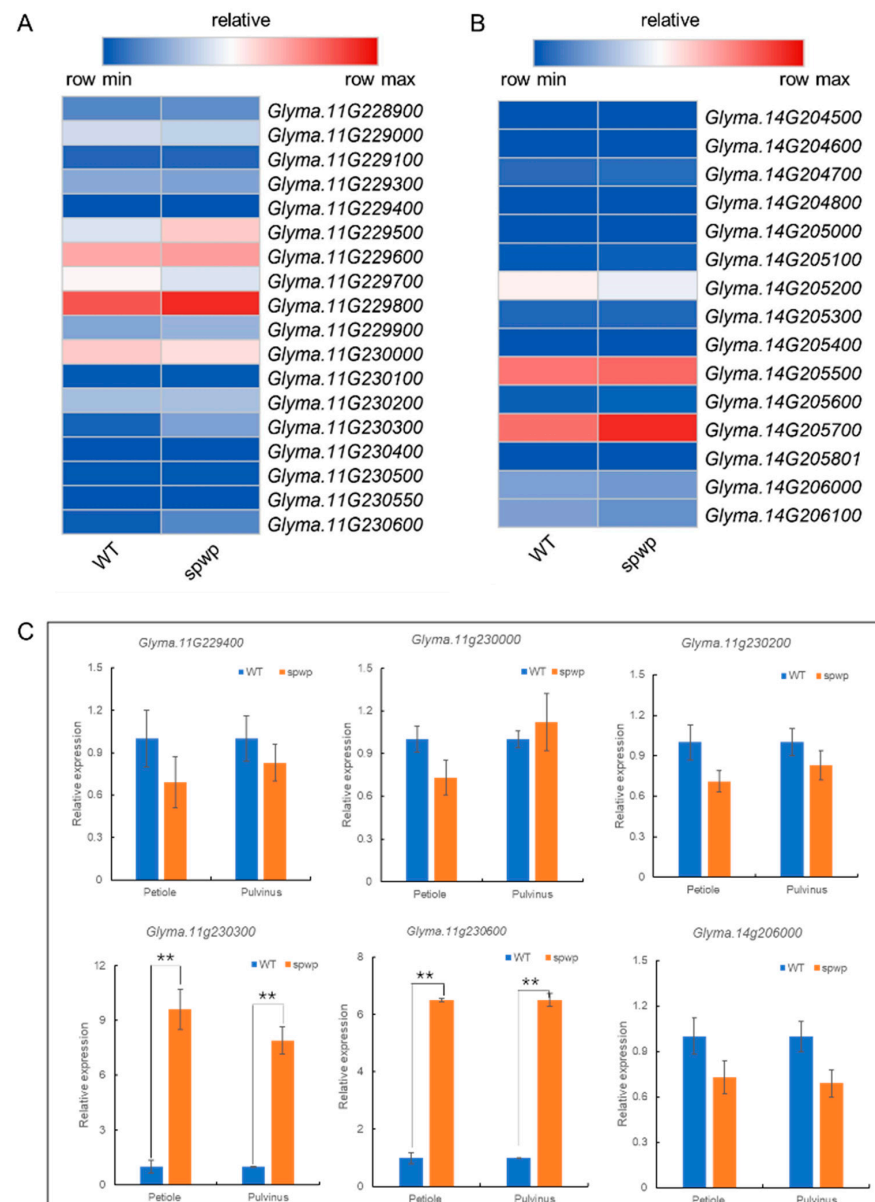 A
relative
row min
row max
Glyma.11G228900
Glyma.11G229000
Glyma.11G229100
Glyma.11G229300
Glyma.11G229400
Glyma.11G229500
Glyma.11G229600
Glyma.11G229700
Glyma.11G229800
Glyma.11G229900
Glyma.11G230000
Glyma.11G230100
Glyma.11G230200
Glyma.11G230300
Glyma.11G230400
Glyma.11G230500
Glyma.11G230550
Glyma.11G230600
WT
spwp
B
relative
row min
row max
Glyma.14G204500
Glyma.14G204600
Glyma.14G204700
Glyma.14G204800
Glyma.14G205000
Glyma.14G205100
Glyma.14G205200
Glyma.14G205300
Glyma.14G205400
Glyma.14G205500
Glyma.14G205600
Glyma.14G205700
Glyma.14G205801
Glyma.14G206000
Glyma.14G206100
WT
spwp
C
Glyma.11G229400
WT spwp
Relative expression
1.5
1.2
0.9
0.6
0.3
0
Petiole Pulvinus
Glyma.11g230000
WT spwp
Relative expression
1.5
1.2
0.9
0.6
0.3
0
Petiole Pulvinus
Glyma.11g230200
WT spwp
Relative expression
1.5
1.2
0.9
0.6
0.3
0
Petiole Pulvinus
Glyma.11g230300
WT spwp
Relative expression
12
9
6
3
0
** **
Petiole Pulvinus
Glyma.11g230600
WT spwp
Relative expression
8
6
4
2
0
** **
Petiole Pulvinus
Glyma.14g206000
WT spwp
Relative expression
1.5
1.2
0.9
0.6
0.3
0
Petiole Pulvinus